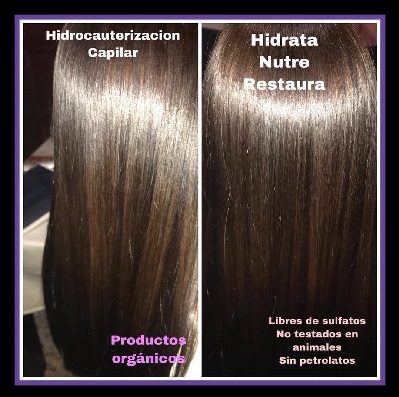 Hidrocauterizacion
Capilar
Hidrata
Nutre
Restaura
Productos
orgánicos
Libres de sulfatos
No testados en
animales
Sin petrolatos